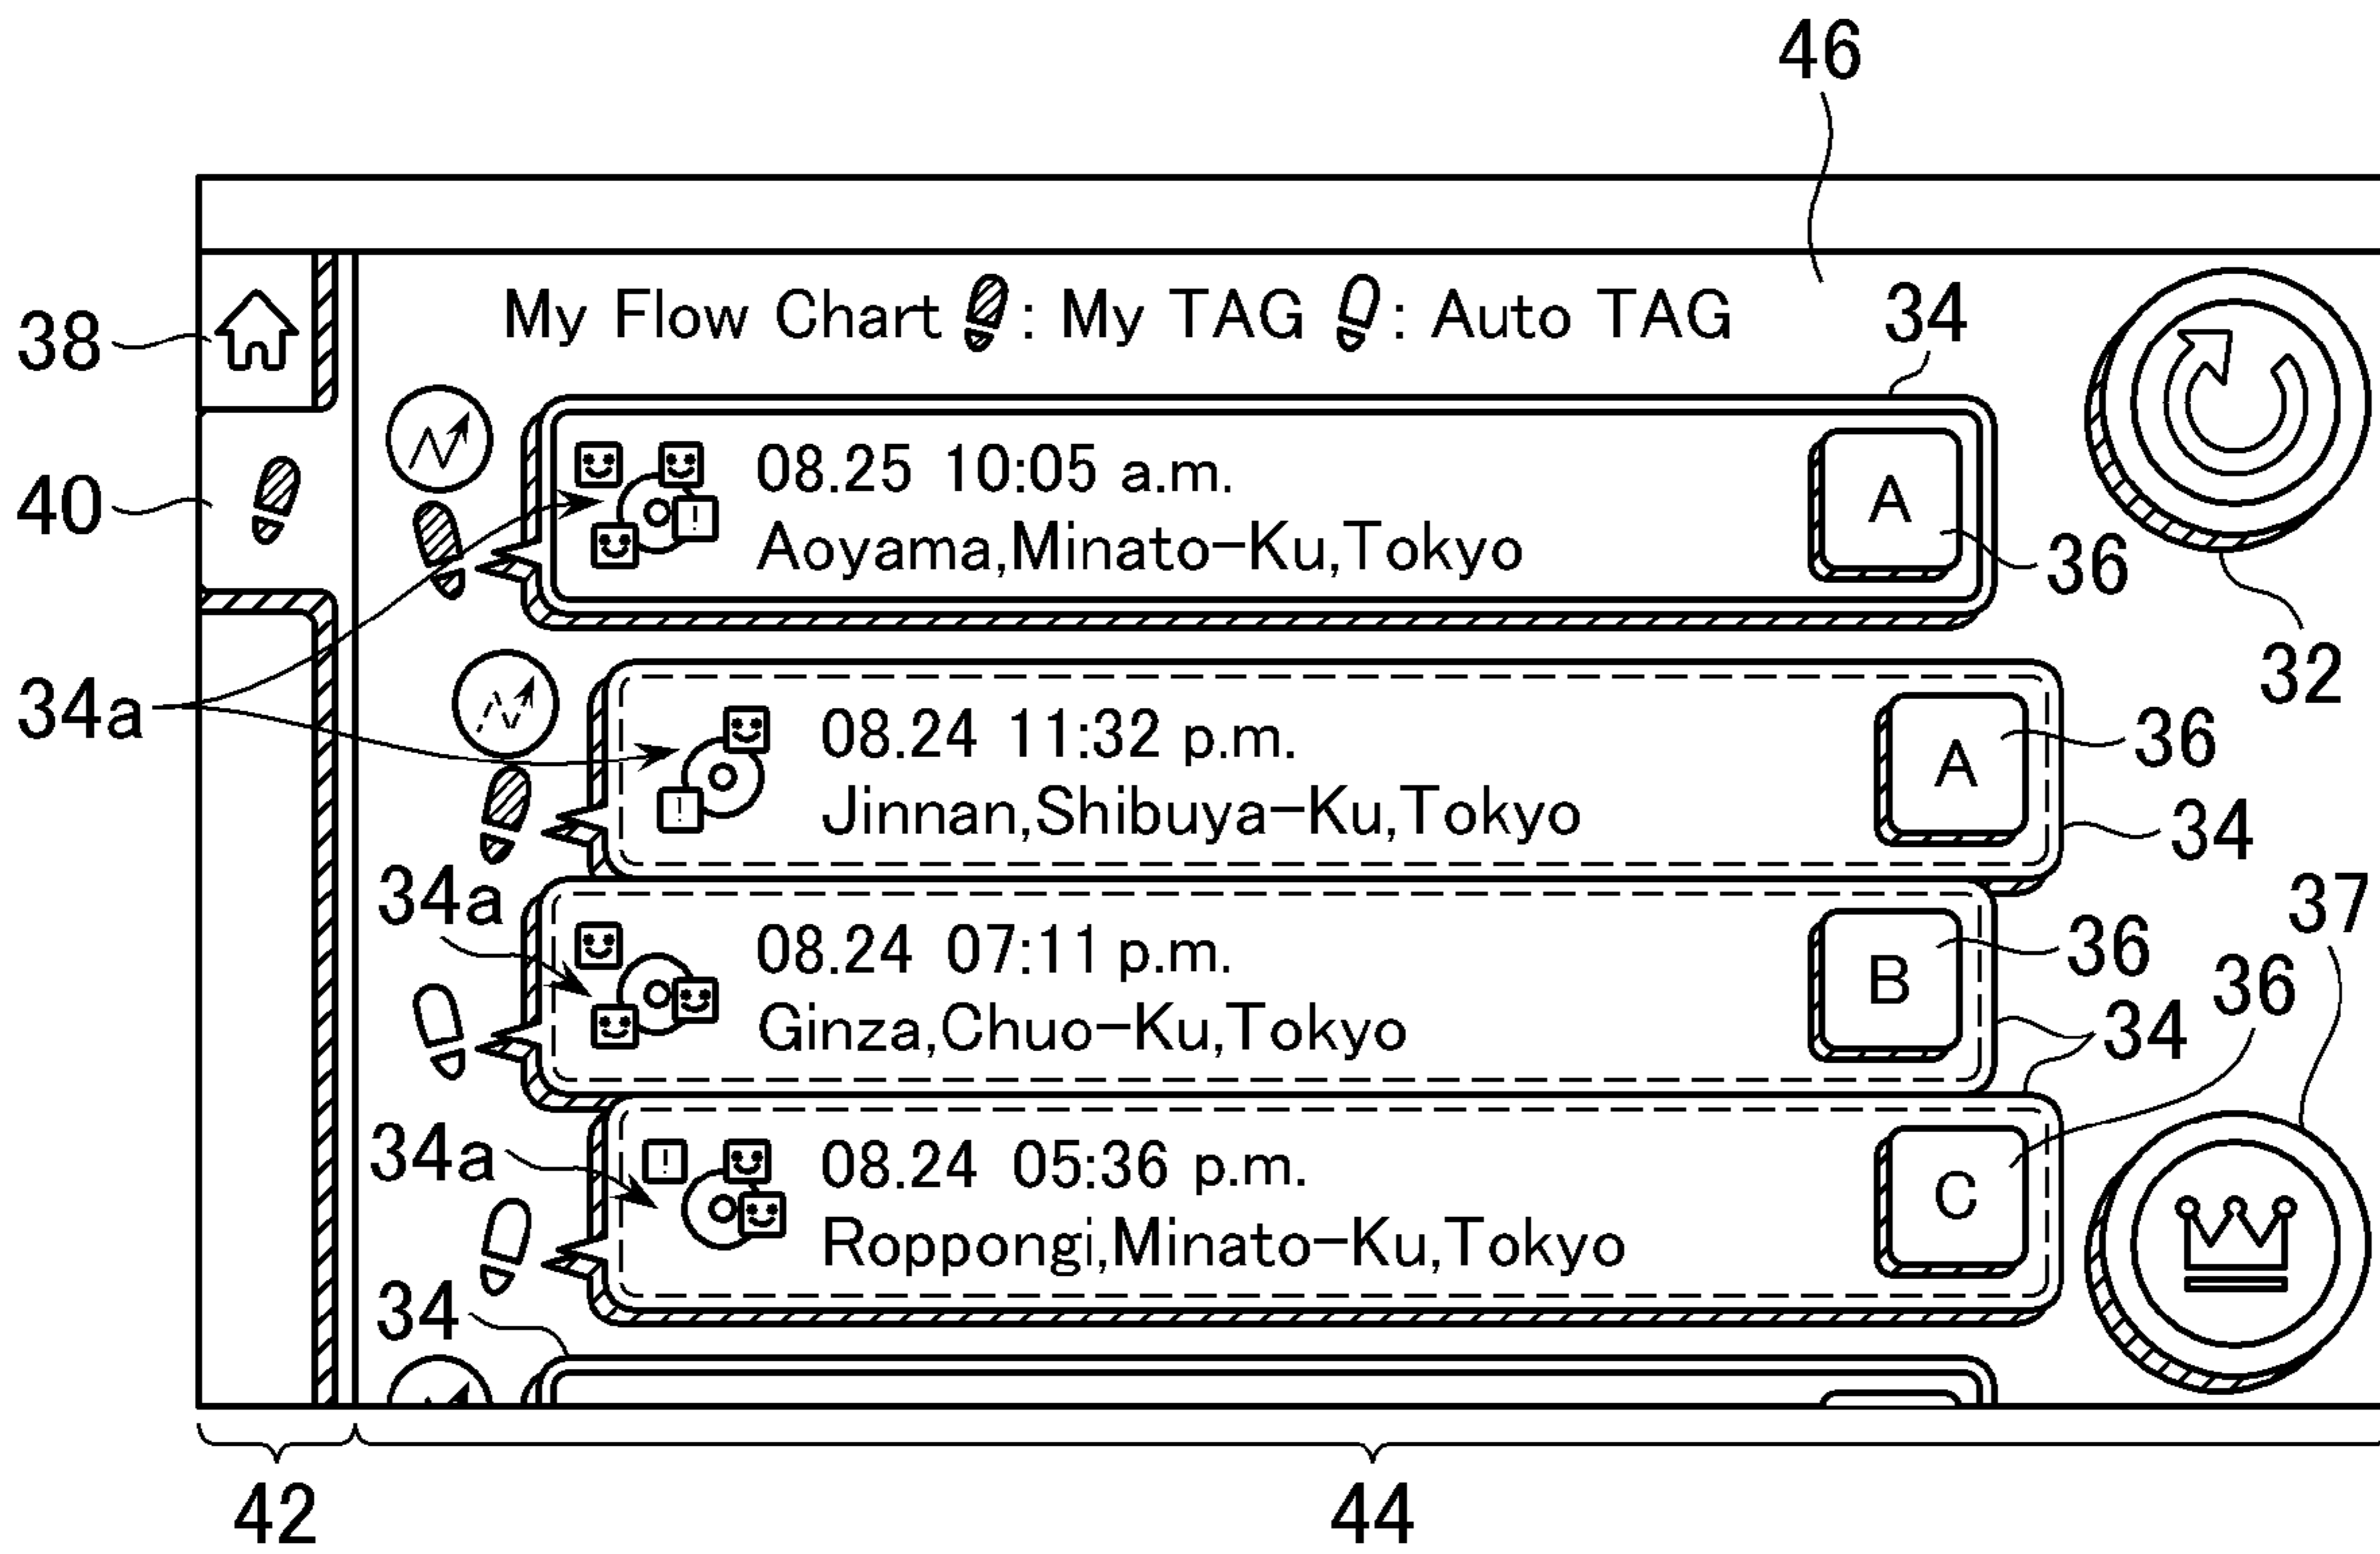 46
My Flow Chart : My TAG : Auto TAG
34
38
08.25 10:05 a.m.
A
40
Aoyama,Minato-Ku,Tokyo
36
32
34a
08.24 11:32 p.m.
A
36
Jinnan,Shibuya-Ku,Tokyo
34
34a
37
08.24 07:11 p.m.
B
36
36
Ginza,Chuo-Ku,Tokyo
34
34a
08.24 05:36 p.m.
C
Roppongi,Minato-Ku,Tokyo
34
42
44